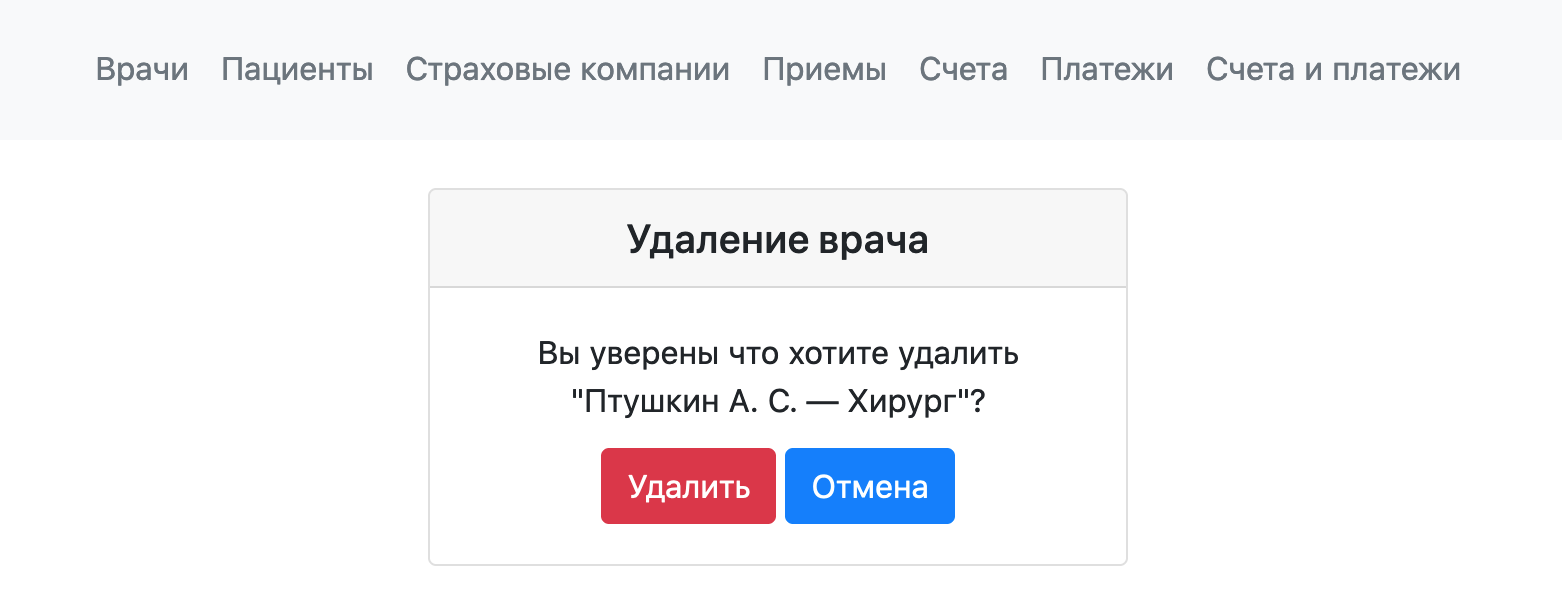 Врачи Пациенты Страховые компании Приемы Счета Платежи Счета и платежи
Удаление врача
Вы уверены что хотите удалить
"Птушкин А. С. — Хирург"?
Удалить Отмена